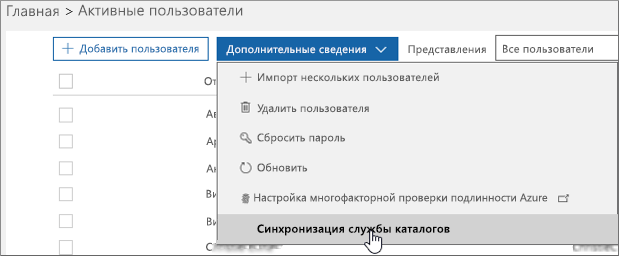 Главная > Активные пользователи
+ Добавить пользователя Дополнительные сведения Представления Все пользователи
От
+ Импорт нескольких пользователей
Ав
Удалить пользователя
Ар
Сбросить пароль
Ан
Обновить
Ви
Настройка многофакторной проверки подлинности Azure
Ви
Синхронизация службы каталогов